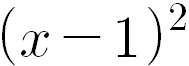 (x − 1)²